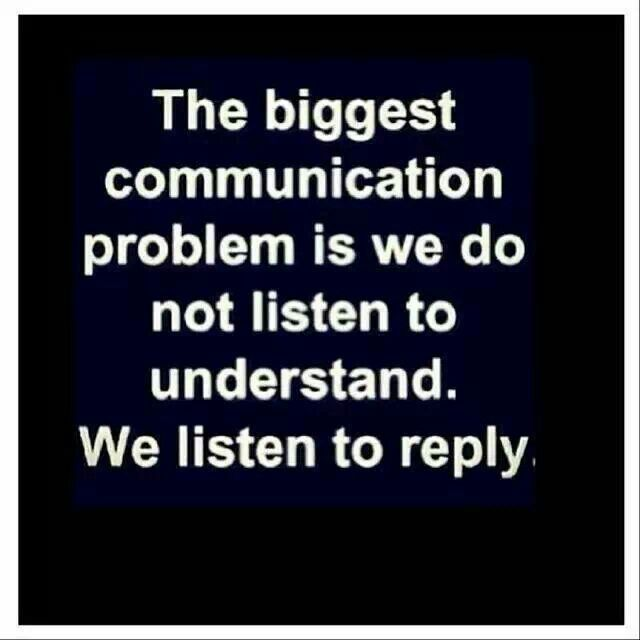 The biggest
communication
problem is we do
not listen to
understand.
We listen to reply.